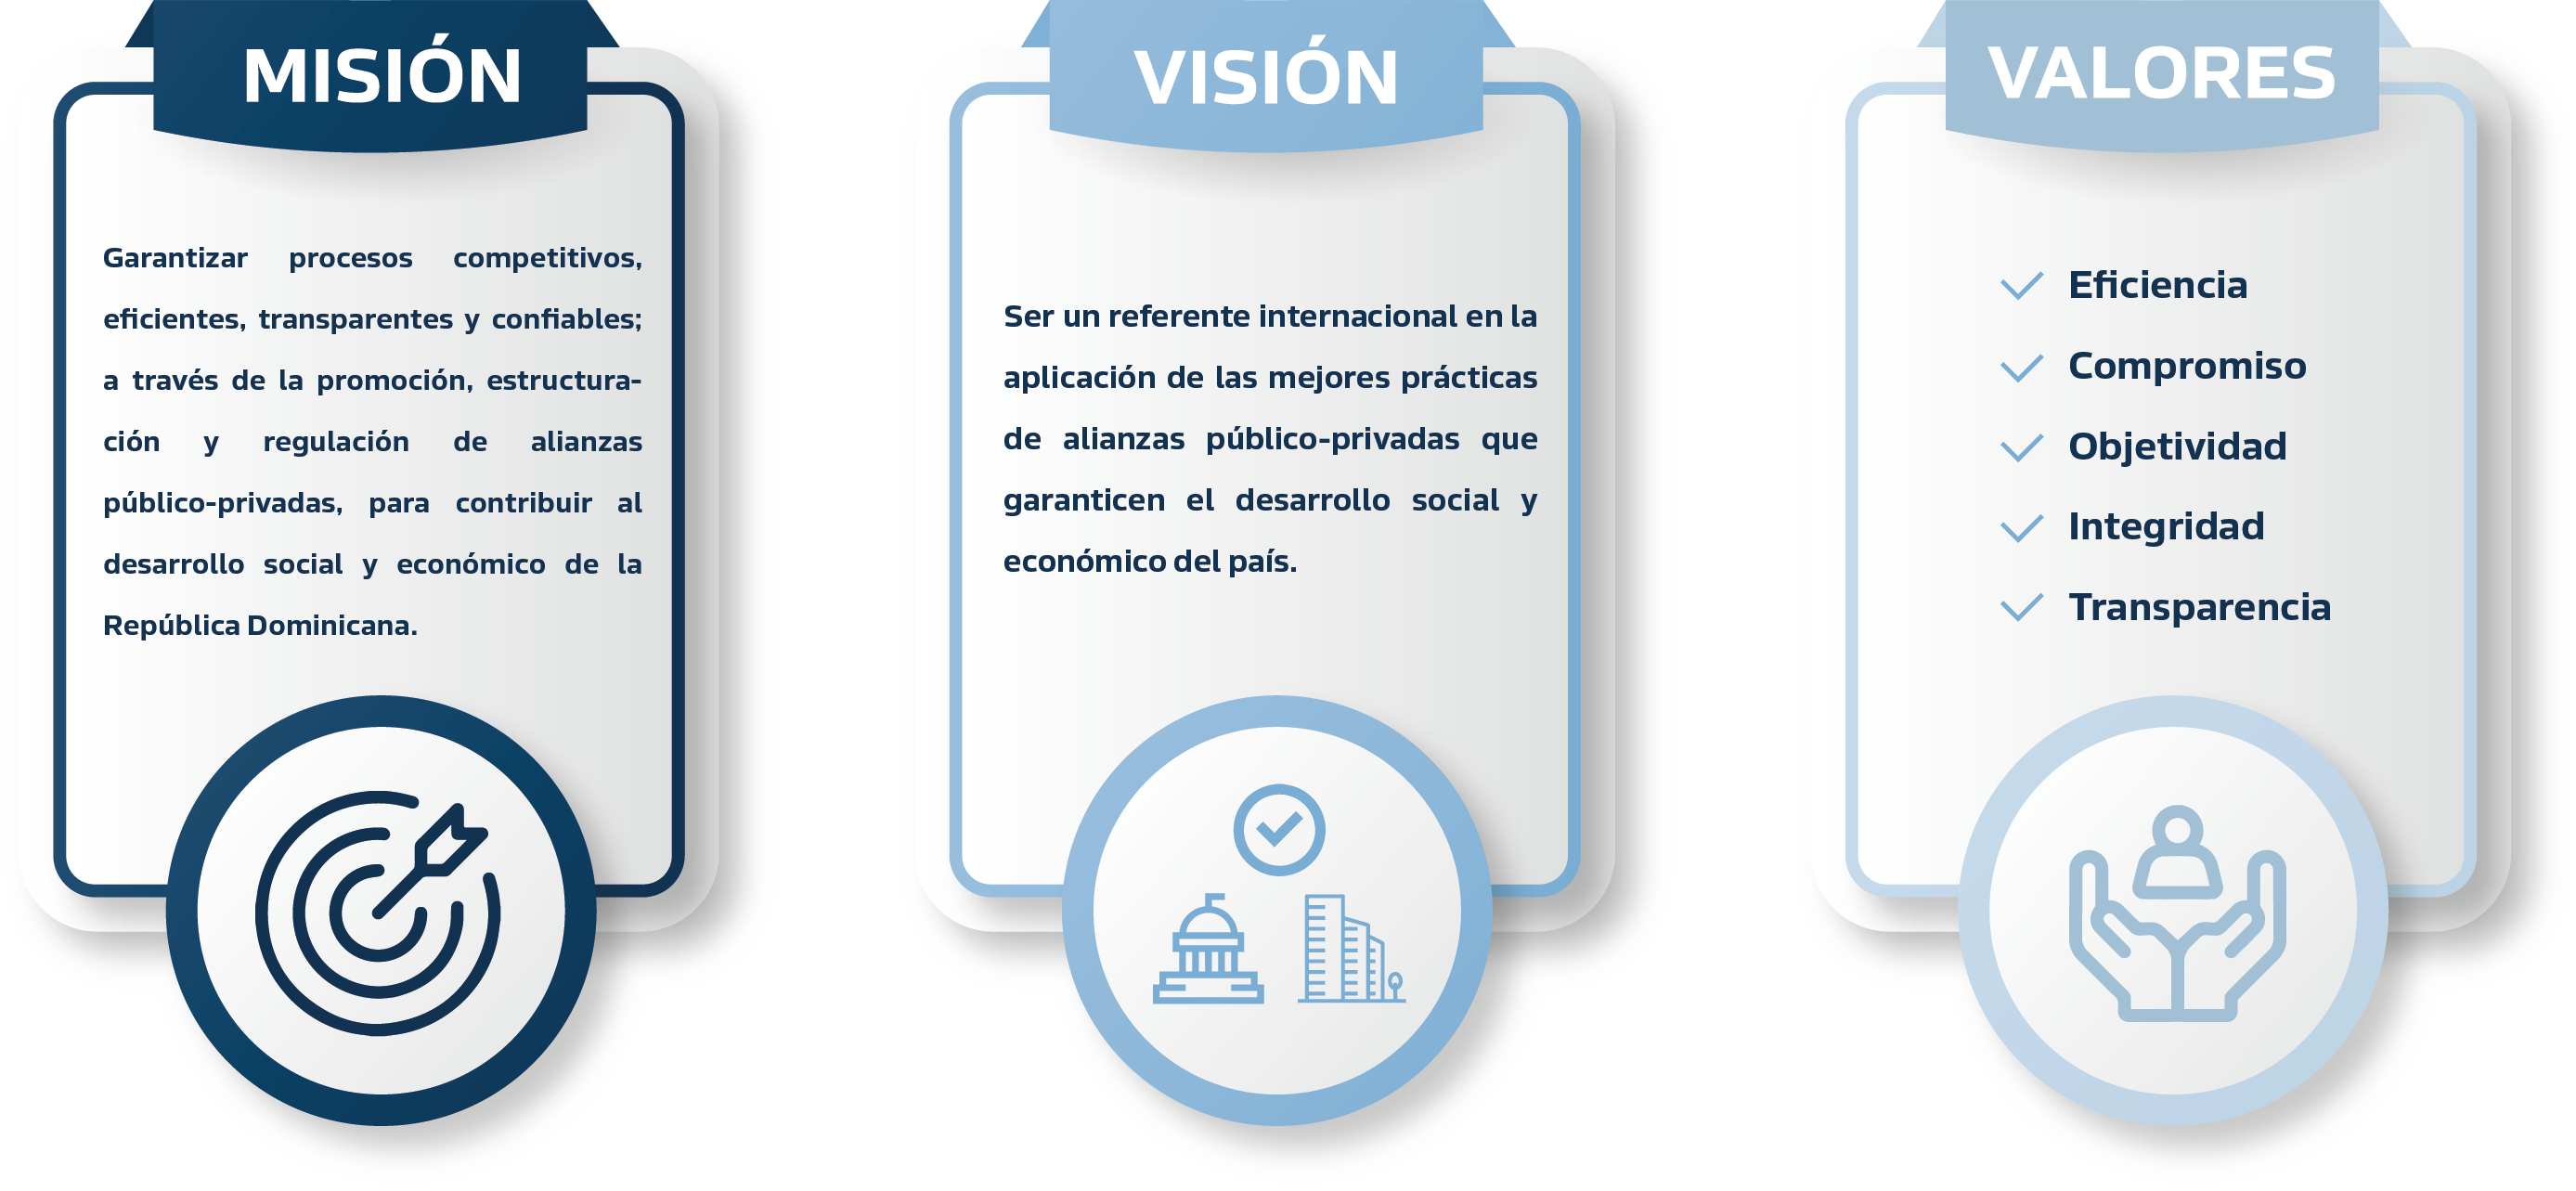 MISIÓN
Garantizar procesos competitivos,
eficientes, transparentes y confiables;
a través de la promoción, estructura-
ción y regulación de alianzas
público-privadas, para contribuir al
desarrollo social y económico de la
República Dominicana.
VISIÓN
Ser un referente internacional en la
aplicación de las mejores prácticas
de alianzas público-privadas que
garanticen el desarrollo social y
económico del país.
VALORES
Eficiencia
Compromiso
Objetividad
Integridad
Transparencia